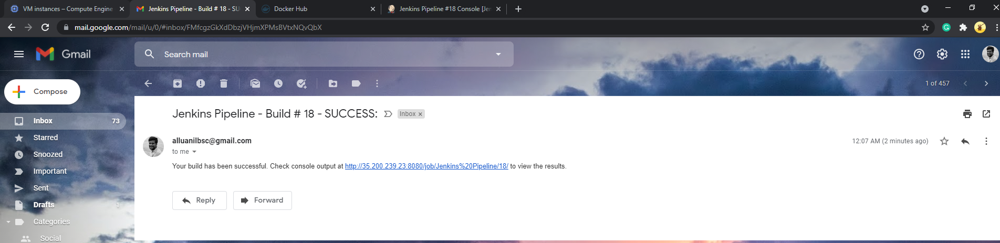 VM instances – Compute Engine
Jenkins Pipeline - Build # 18 - SU
Docker Hub
Jenkins Pipeline #18 Console [Jen
mail.google.com/mail/u/0/#inbox/FMfcgzGkXdDbzjVHjmXPMsBVtxNQvQbX
Gmail
Search mail
1 of 457
Compose
Jenkins Pipeline - Build # 18 - SUCCESS:
Inbox ×
Inbox 73
alluanilbsc@gmail.com
12:07 AM (2 minutes ago)
Starred
to me
Snoozed
Your build has been successful. Check console output at http://35.200.239.23:8080/job/Jenkins%20Pipeline/18/ to view the results.
Important
Sent
Reply
Forward
Drafts 1
Categories
Social